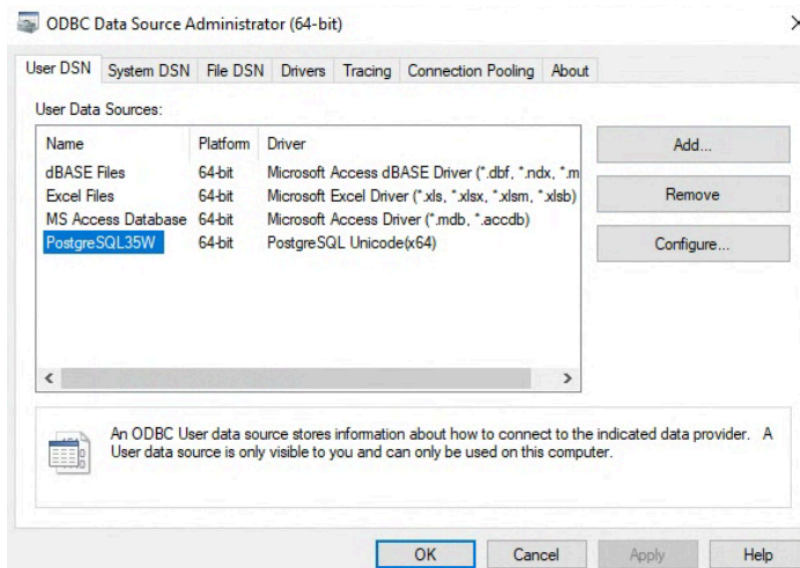 ODBC Data Source Administrator (64-bit)
User DSN System DSN File DSN Drivers Tracing Connection Pooling About
User Data Sources:
Name Platform Driver
dBASE Files 64-bit Microsoft Access dBASE Driver (*.dbf, *.ndx, *.m
Excel Files 64-bit Microsoft Excel Driver (*.xls, *.xlsx, *.xlsm, *.xlsb)
MS Access Database 64-bit Microsoft Access Driver (*.mdb, *.accdb)
PostgreSQL35W 64-bit PostgreSQL Unicode(x64)
Add...
Remove
Configure...
An ODBC User data source stores information about how to connect to the indicated data provider. A
User data source is only visible to you and can only be used on this computer.
OK Cancel Apply Help